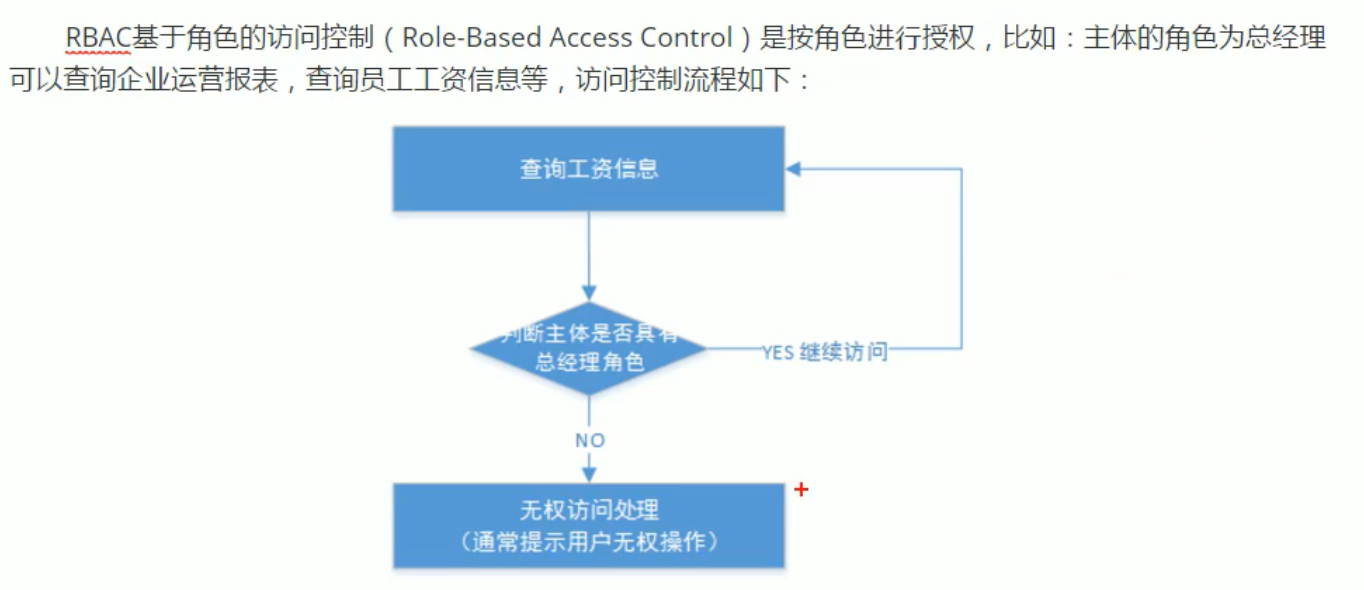 RBAC基于角色的访问控制（Role-Based Access Control）是按角色进行授权，比如：主体的角色为总经理
可以查询企业运营报表，查询员工工资信息等，访问控制流程如下：
查询工资信息
判断主体是否具有
总经理角色
YES 继续访问
NO
无权访问处理
（通常提示用户无权操作）